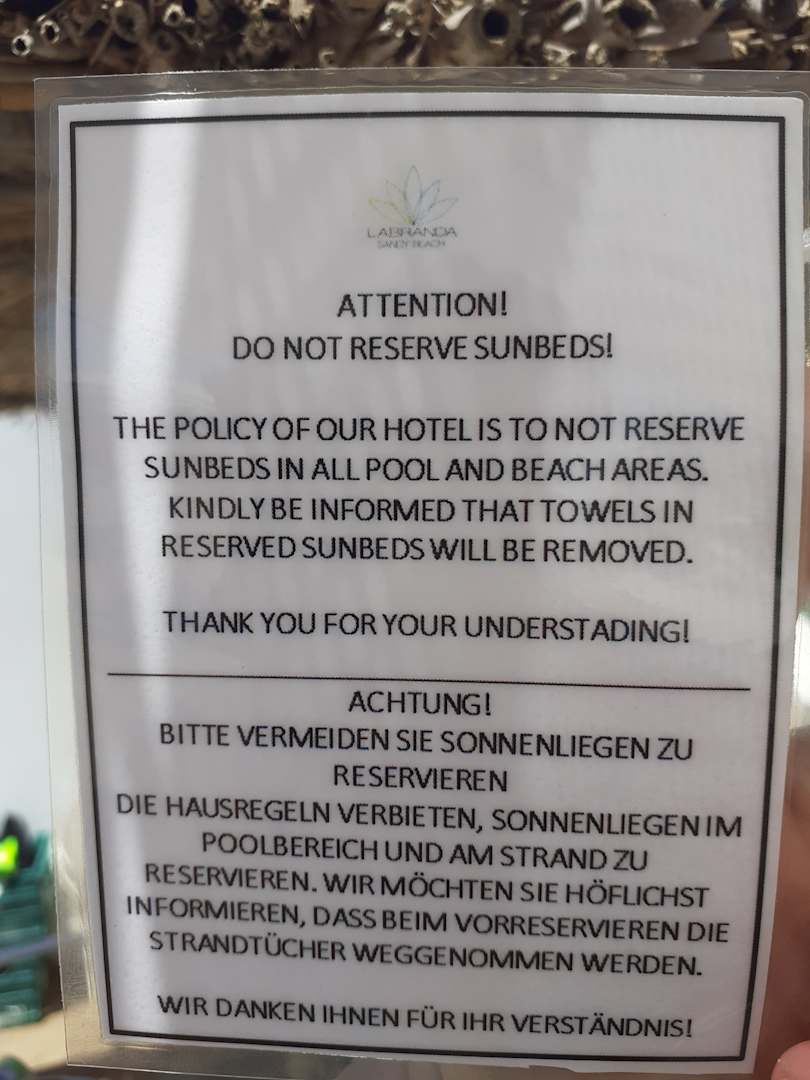 LABRANDA
SANDY BEACH
ATTENTION!
DO NOT RESERVE SUNBEDS!
THE POLICY OF OUR HOTEL IS TO NOT RESERVE
SUNBEDS IN ALL POOL AND BEACH AREAS.
KINDLY BE INFORMED THAT TOWELS IN
RESERVED SUNBEDS WILL BE REMOVED.
THANK YOU FOR YOUR UNDERSTADING!
ACHTUNG!
BITTE VERMEIDEN SIE SONNENLIEGEN ZU
RESERVIEREN
DIE HAUSREGELN VERBIETEN, SONNENLIEGEN IM
POOLBEREICH UND AM STRAND ZU
RESERVIEREN. WIR MÖCHTEN SIE HÖFLICHST
INFORMIEREN, DASS BEIM VORRESERVIEREN DIE
STRANDTÜCHER WEGGENOMMEN WERDEN.
WIR DANKEN IHNEN FÜR IHR VERSTÄNDNIS!